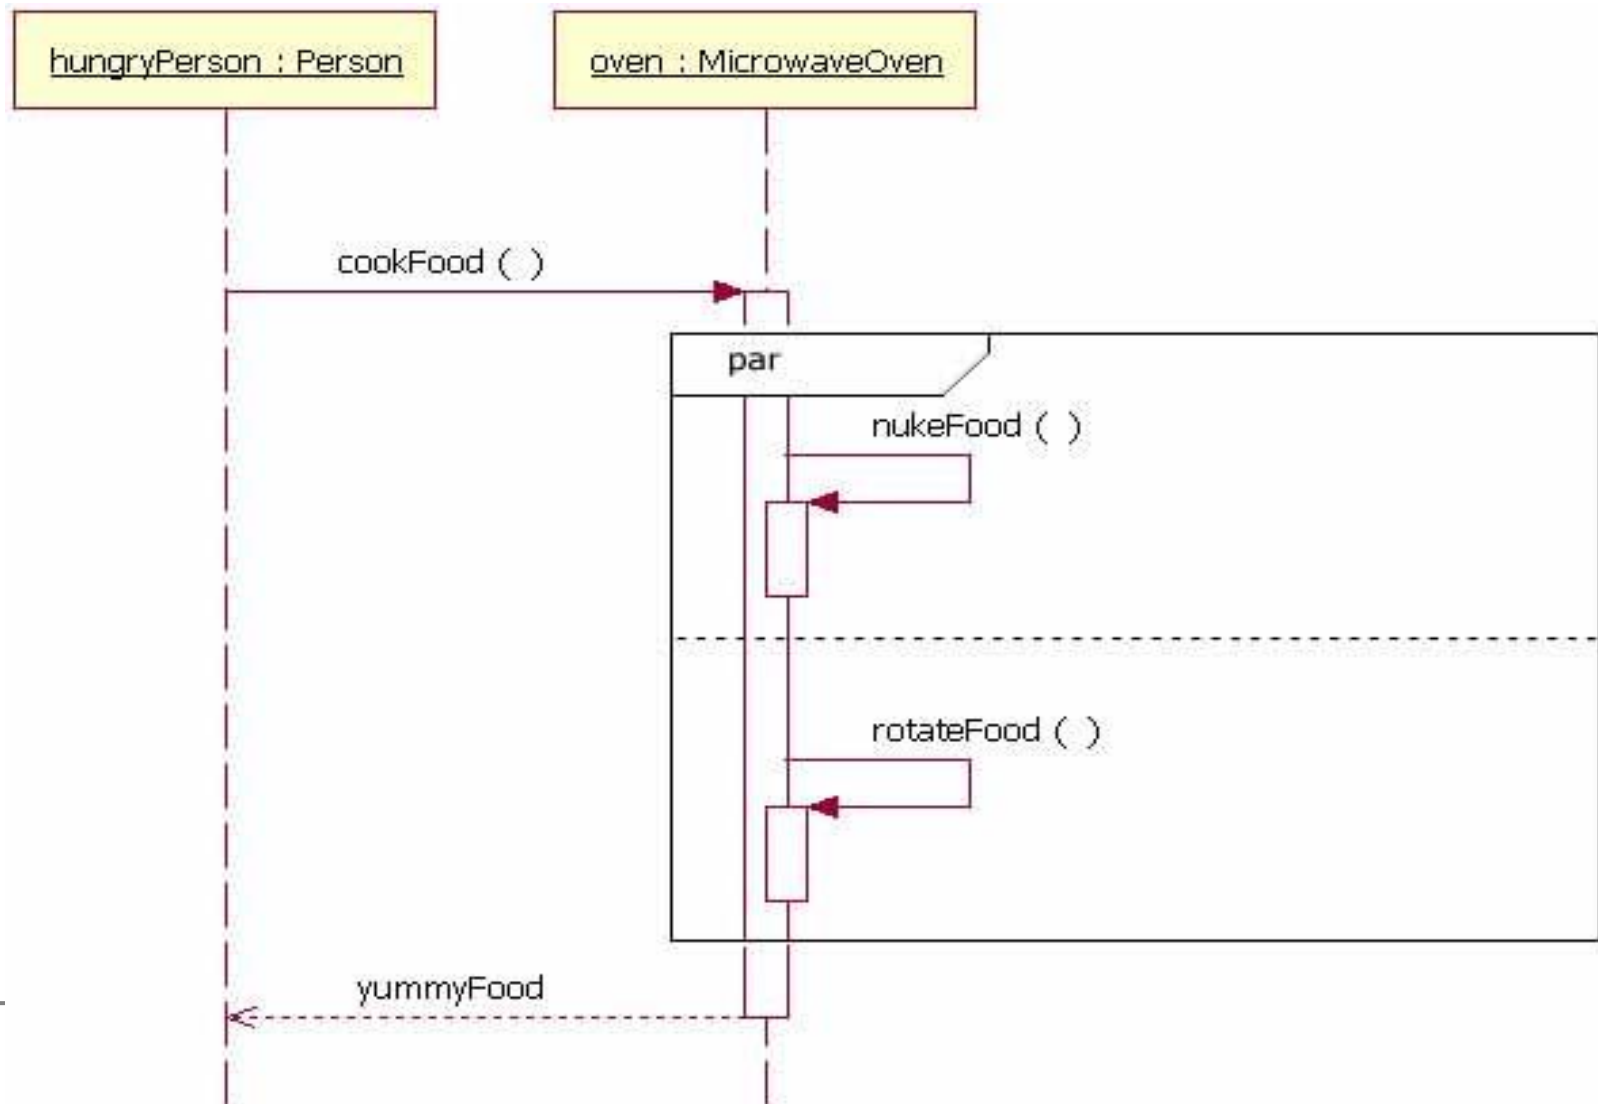 hungryPerson : Person
oven : MicrowaveOven
cookFood ( )
par
nukeFood ( )
rotateFood ( )
yummyFood